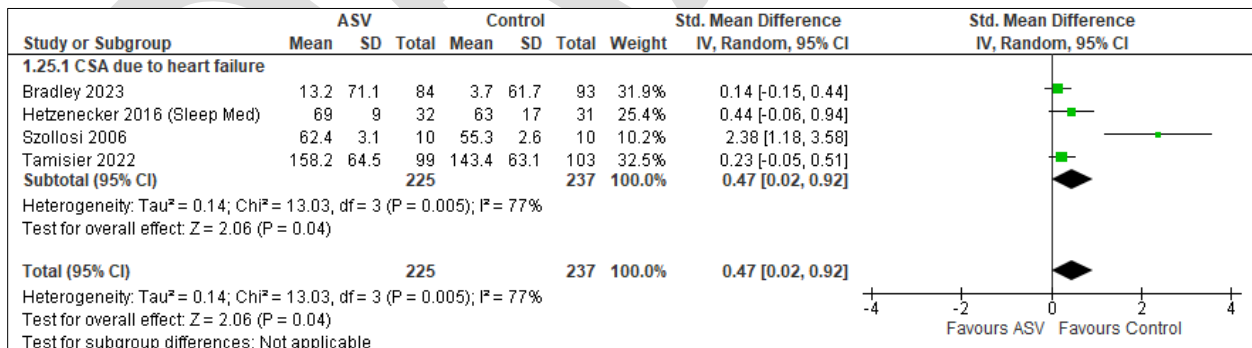 ASV Control Std. Mean Difference Std. Mean Difference
Study or Subgroup Mean SD Total Mean SD Total Weight IV, Random, 95% CI IV, Random, 95% CI
1.25.1 CSA due to heart failure
Bradley 2023 13.2 71.1 84 3.7 61.7 93 31.9% 0.14 [-0.15, 0.44]
Hetzenecker 2016 (Sleep Med) 69 9 32 63 17 31 25.4% 0.44 [-0.06, 0.94]
Szollosi 2006 62.4 3.1 10 55.3 2.6 10 10.2% 2.38 [1.18, 3.58]
Tamisier 2022 158.2 64.5 99 143.4 63.1 103 32.5% 0.23 [-0.05, 0.51]
Subtotal (95% CI) 225 237 100.0% 0.47 [0.02, 0.92]
Heterogeneity: Tau² = 0.14; Chi² = 13.03, df = 3 (P = 0.005); I² = 77%
Test for overall effect: Z = 2.06 (P = 0.04)
Total (95% CI) 225 237 100.0% 0.47 [0.02, 0.92]
Heterogeneity: Tau² = 0.14; Chi² = 13.03, df = 3 (P = 0.005); I² = 77%
Test for overall effect: Z = 2.06 (P = 0.04)
Test for subgroup differences: Not applicable
-4 -2 0 2 4
Favours ASV Favours Control